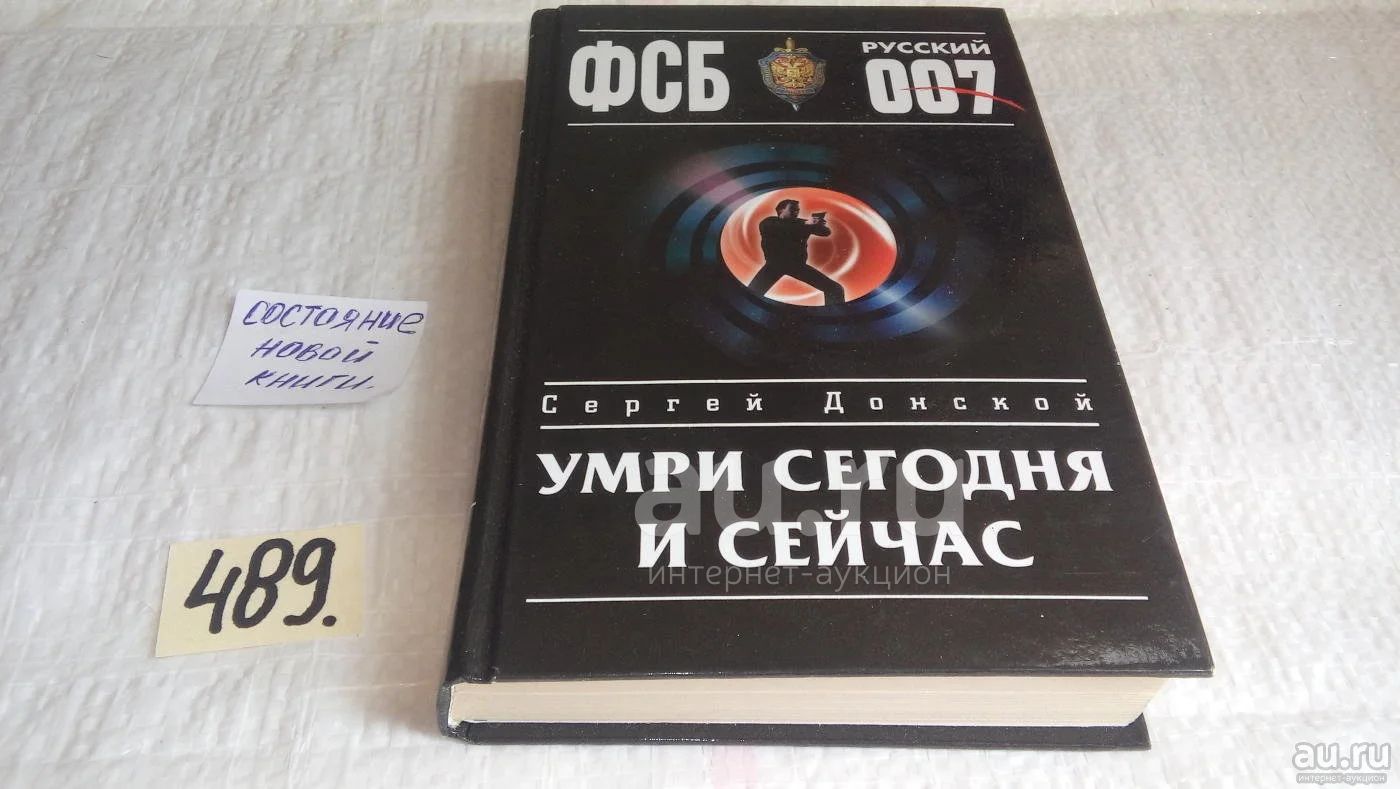 ФСБ
РУССКИЙ
007
Сергей Донской
УМРИ СЕГОДНЯ
И СЕЙЧАС
состояние
новой
книги.
489.
au.ru
интернет-аукцион
au.ru
интернет-аукцион